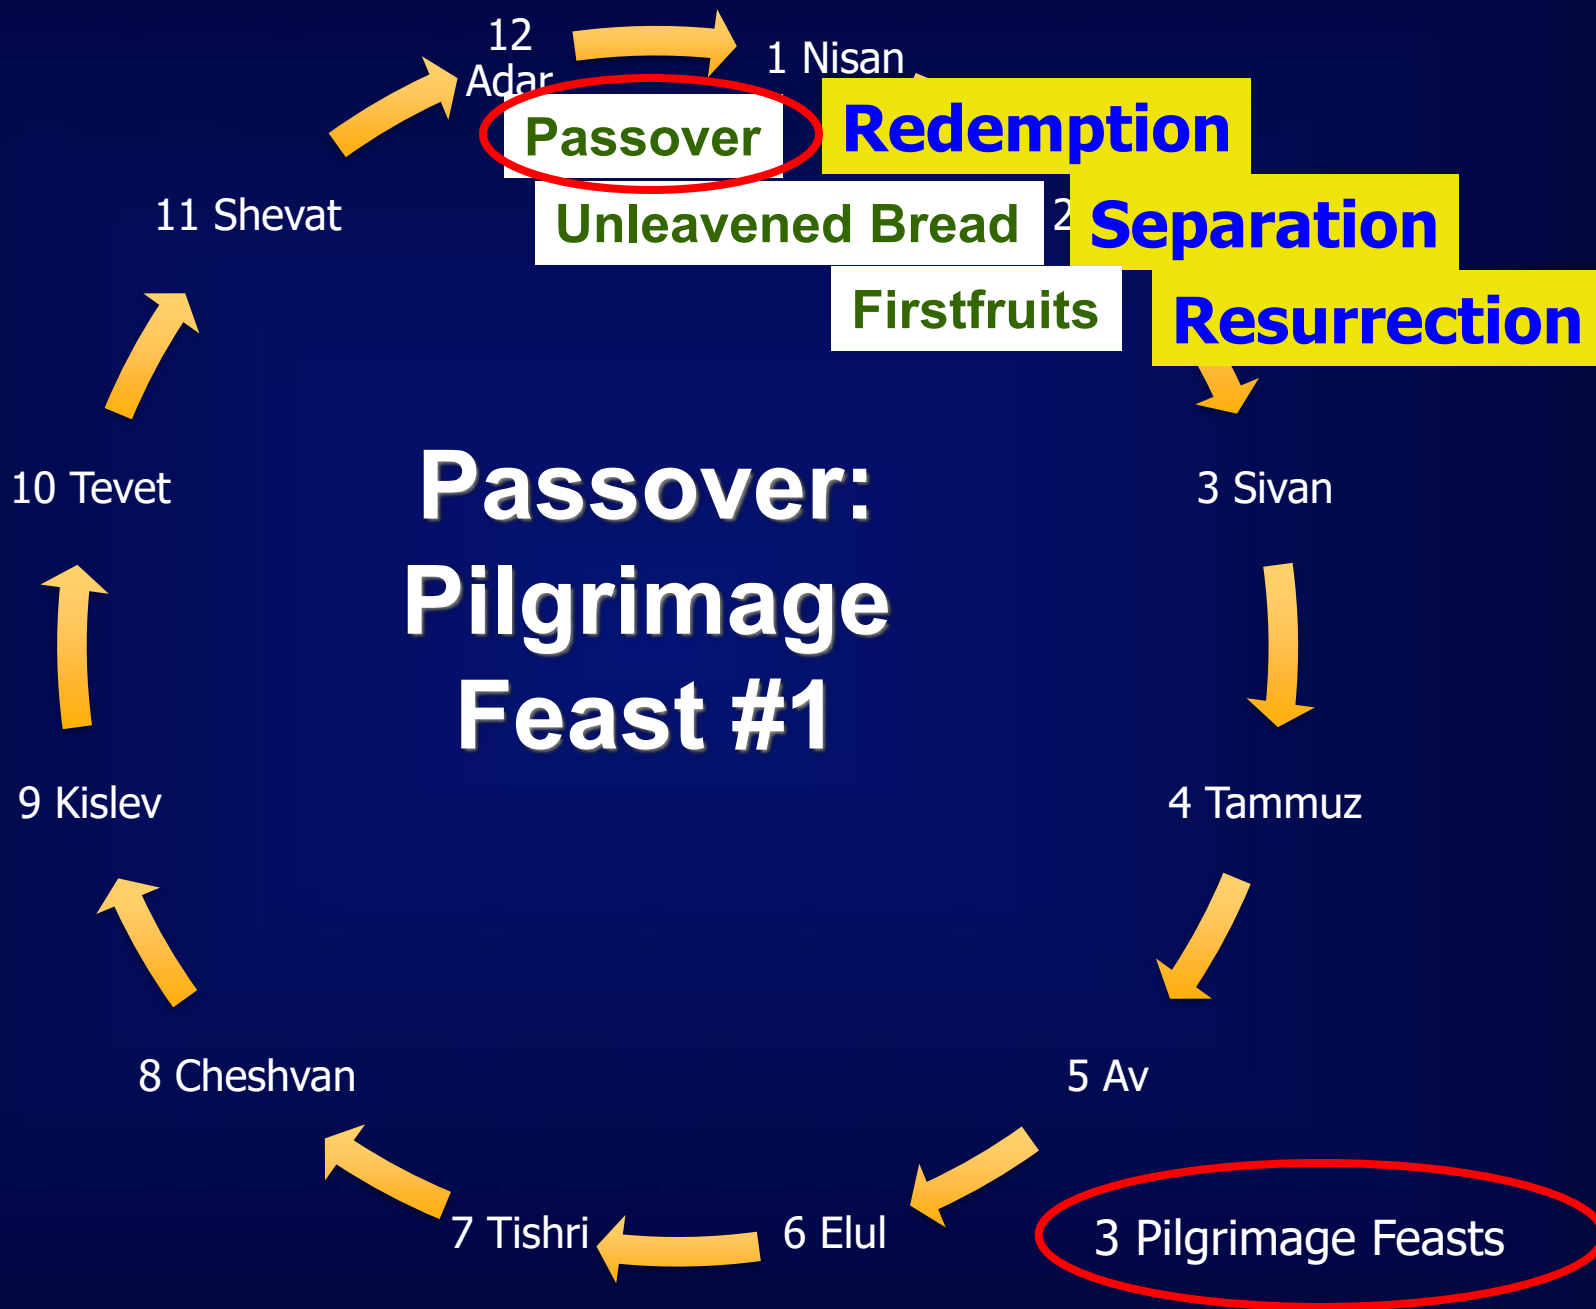 12
Adar
1 Nisan
Passover
Redemption
Unleavened Bread
2
Separation
Firstfruits
Resurrection
11 Shevat
10 Tevet
3 Sivan
Passover:
Pilgrimage
Feast #1
9 Kislev
4 Tammuz
8 Cheshvan
5 Av
7 Tishri
6 Elul
3 Pilgrimage Feasts